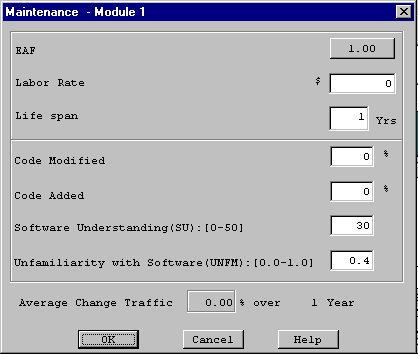 Maintenance - Module 1
EAF 1.00
Labor Rate $ 0
Life span 1 Yrs
Code Modified 0 %
Code Added 0 %
Software Understanding(SU):[0-50] 30
Unfamiliarity with Software(UNFM):[0.0-1.0] 0.4
Average Change Traffic 0.00 % over 1 Year
OK Cancel Help